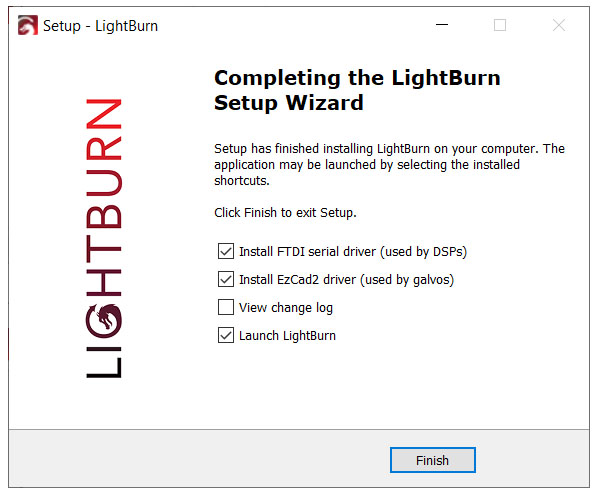 Setup - LightBurn
LIGHTBURN
Completing the LightBurn
Setup Wizard
Setup has finished installing LightBurn on your computer. The
application may be launched by selecting the installed
shortcuts.
Click Finish to exit Setup.
Install FTDI serial driver (used by DSPs)
Install EzCad2 driver (used by galvos)
View change log
Launch LightBurn
Finish